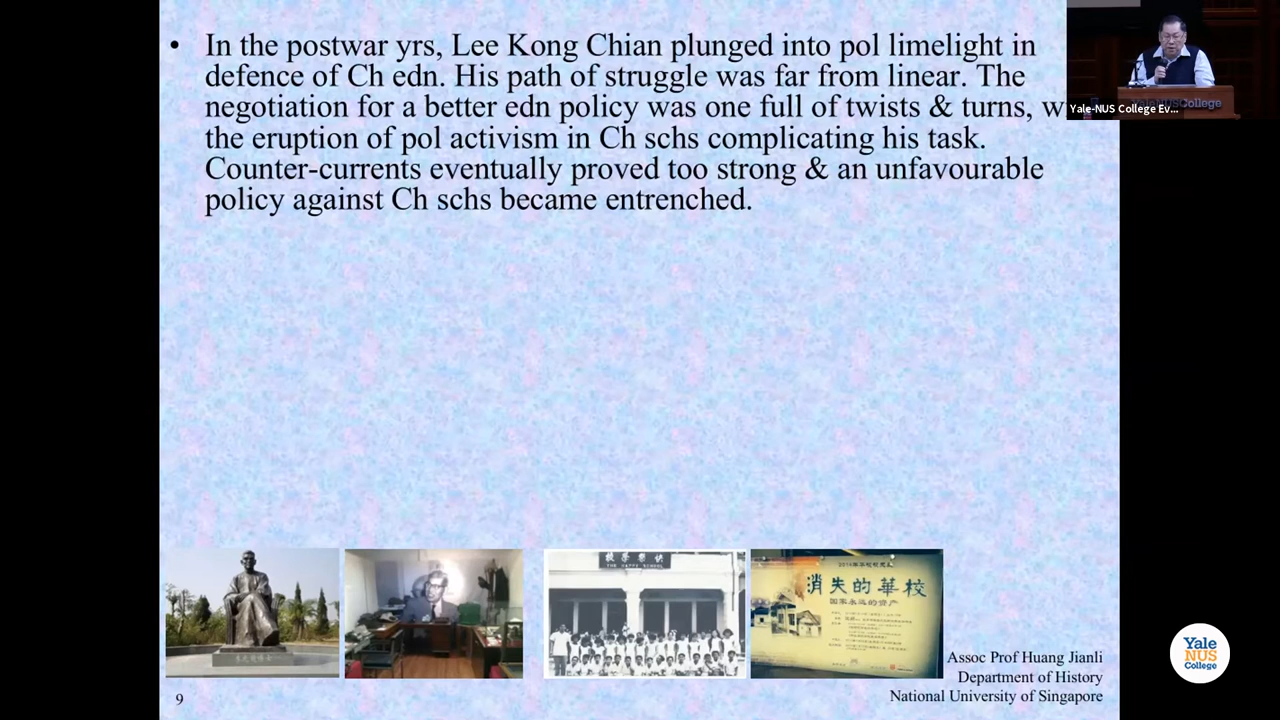 • In the postwar yrs, Lee Kong Chian plunged into pol limelight in
defence of Ch edn. His path of struggle was far from linear. The
negotiation for a better edn policy was one full of twists & turns, w
the eruption of pol activism in Ch schs complicating his task.
Counter-currents eventually proved too strong & an unfavourable
policy against Ch schs became entrenched.
YaleNUSCollege
Yale-NUS College Ev...
THE HAPPY SCHOOL
消失的華校
国家永远的资产
Assoc Prof Huang Jianli
Department of History
National University of Singapore
9
Yale
NUS
College